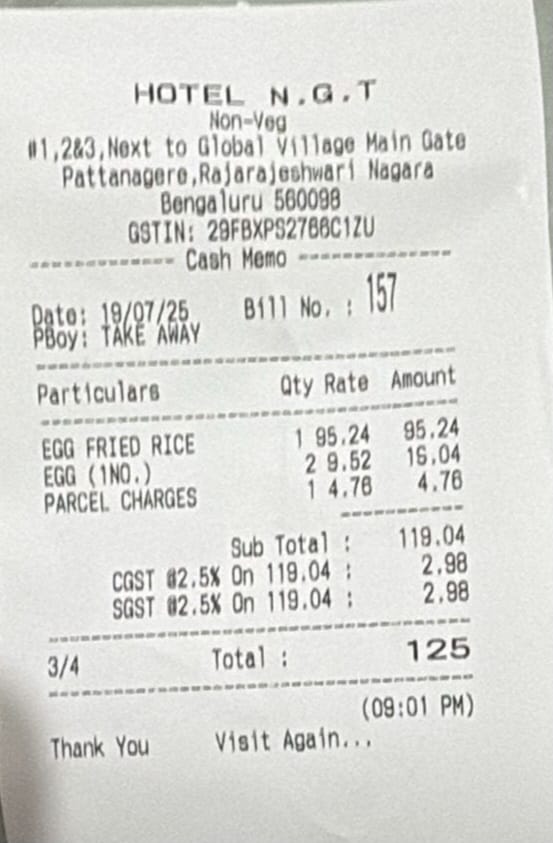 HOTEL N.G.T
Non-Veg
#1,2&3,Next to Global Village Main Gate
Pattanagere,Rajarajeshwari Nagara
Bengaluru 560098
GSTIN: 29FBXPS2766C1ZU
------------- Cash Memo --------------
Date: 19/07/25 Bill No. : 157
PBoy: TAKE AWAY
Particulars Qty Rate Amount
EGG FRIED RICE 1 95.24 95.24
EGG (1NO.) 2 9.52 19.04
PARCEL CHARGES 1 4.76 4.76
Sub Total : 119.04
CGST @2.5% On 119.04 : 2.98
SGST @2.5% On 119.04 : 2.98
3/4 Total : 125
(09:01 PM)
Thank You Visit Again...